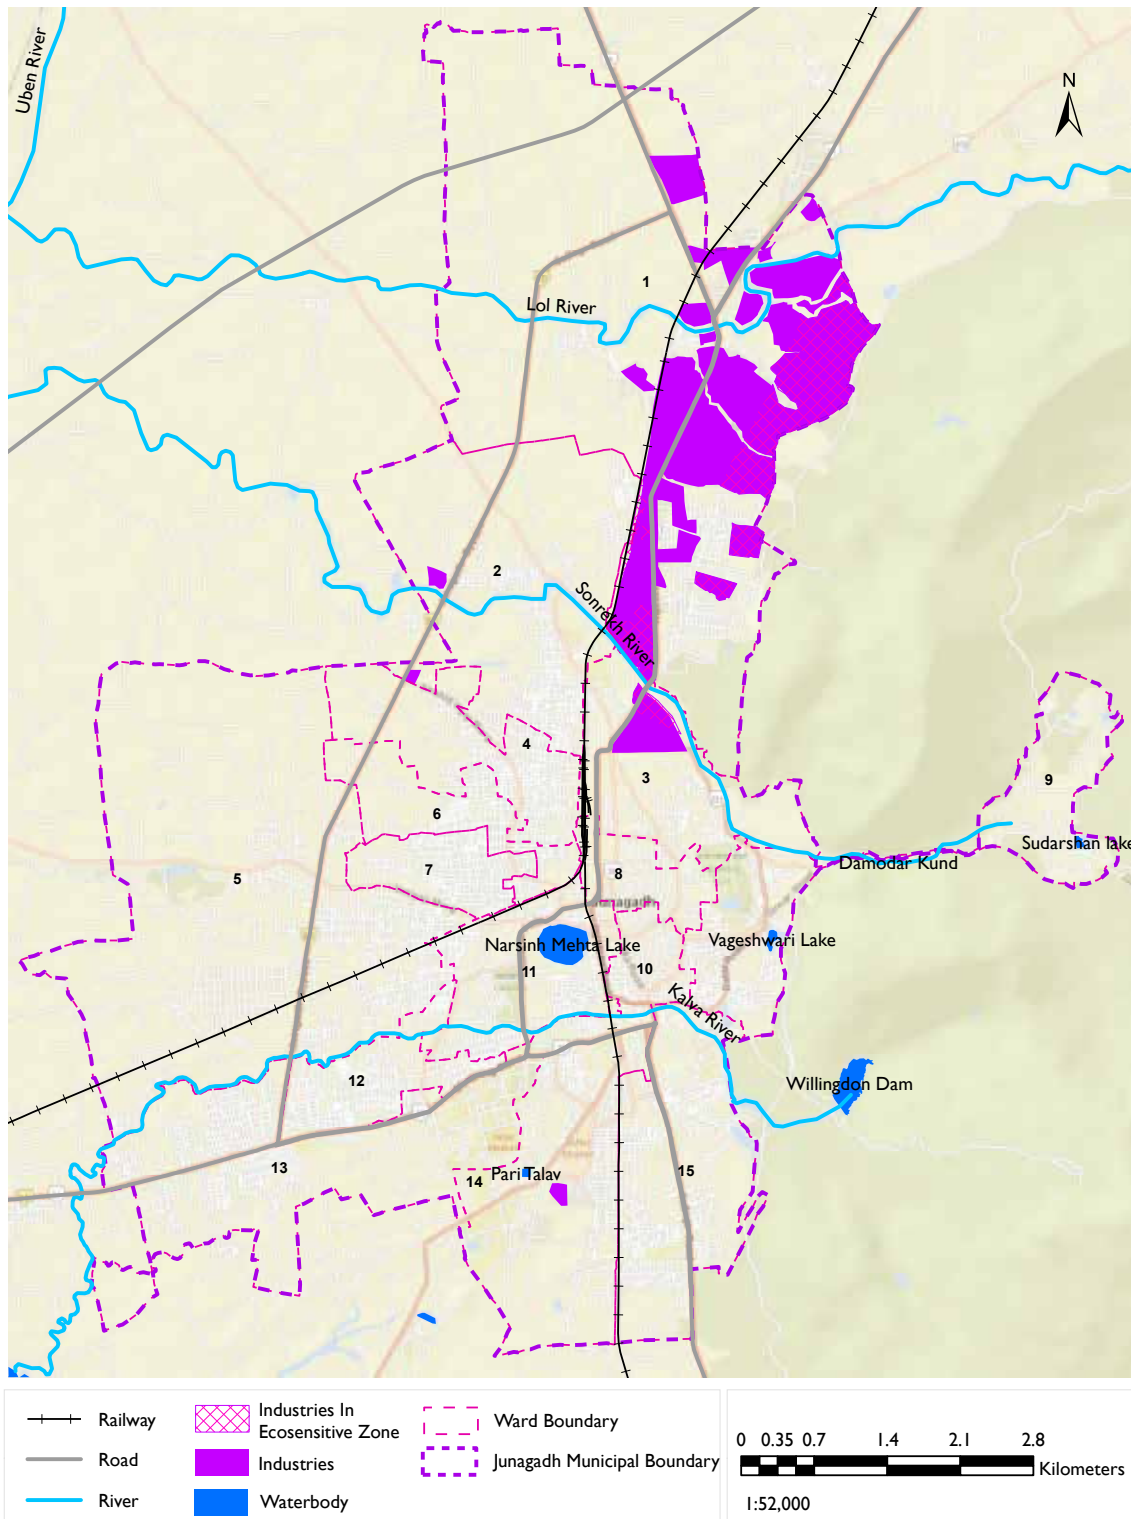 Uben River
N
1
Lol River
2
Sonrekh River
4
3
9
6
Sudarshan lake
7
Damodar Kund
5
8
Junagadh
Narsinh Mehta Lake
Vageshwari Lake
11
10
Kalva River
12
Willingdon Dam
13
14
Pari Talav
15
Railway
Road
River
Industries In
Ecosensitive Zone
Industries
Waterbody
Ward Boundary
Junagadh Municipal Boundary
0 0.35 0.7 1.4 2.1 2.8
Kilometers
1:52,000